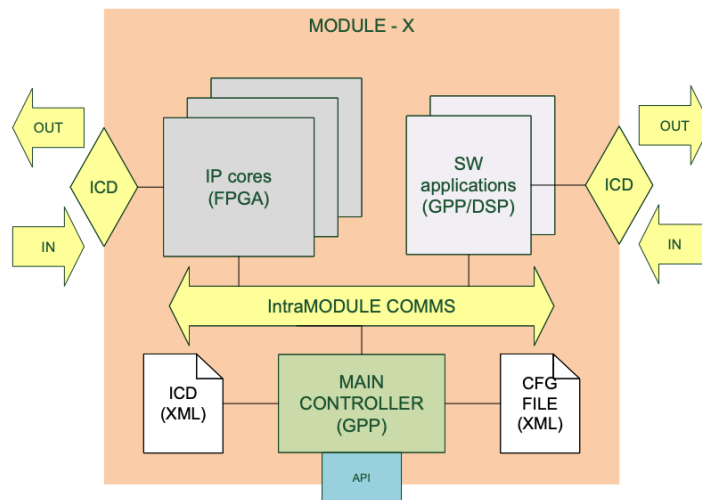 MODULE - X
OUT
ICD
IN
IP cores
(FPGA)
SW
applications
(GPP/DSP)
OUT
ICD
IN
IntraMODULE COMMS
ICD
(XML)
MAIN
CONTROLLER
(GPP)
CFG
FILE
(XML)
API